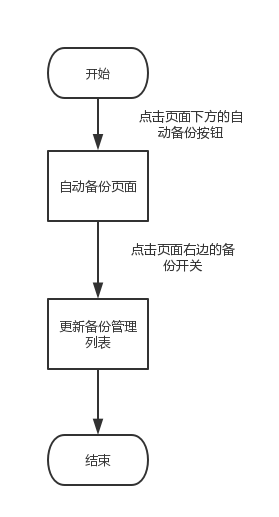 开始
点击页面下方的自
动备份按钮
自动备份页面
点击页面右边的备
份开关
更新备份管理
列表
结束